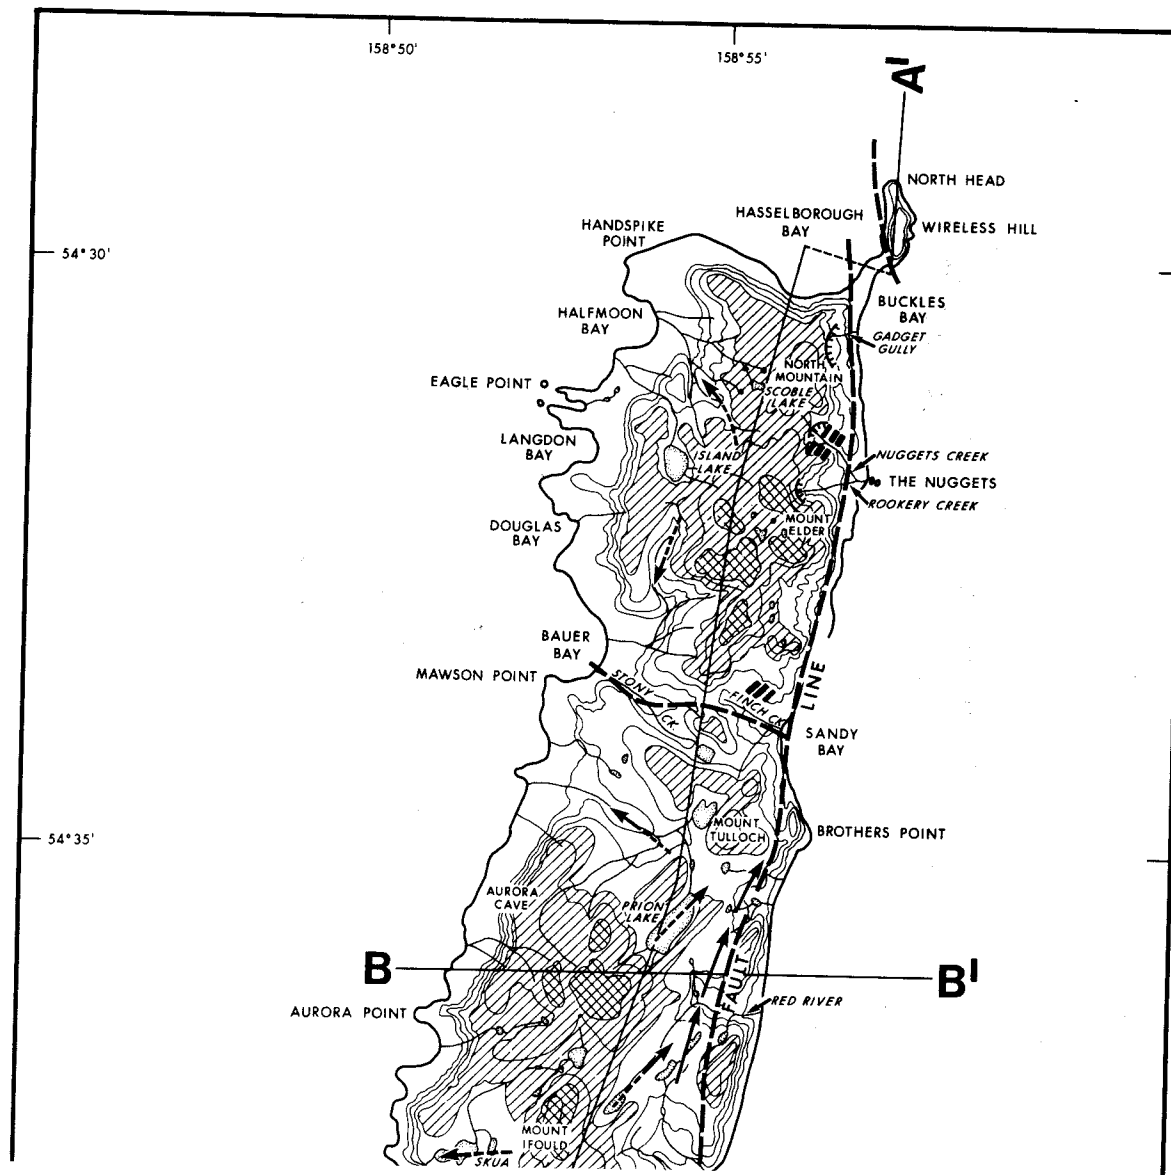 158°50'
158°55'
A'
NORTH HEAD
HASSELBOROUGH
BAY
WIRELESS HILL
HANDSPIKE
POINT
54°30'
BUCKLES
BAY
HALFMOON
BAY
GADGET
GULLY
NORTH
MOUNTAIN
EAGLE POINT
SCOBLE
LAKE
LANGDON
BAY
ISLAND
LAKE
NUGGETS CREEK
THE NUGGETS
ROOKERY CREEK
MOUNT
ELDER
DOUGLAS
BAY
BAUER
BAY
MAWSON POINT
STONY
CK.
FINCH CK.
LINE
SANDY
BAY
54°35'
MOUNT
TULLOCH
BROTHERS POINT
AURORA
CAVE
PRION
LAKE
B
B'
FAULT
RED RIVER
AURORA POINT
MOUNT
IFOULD
SKUA